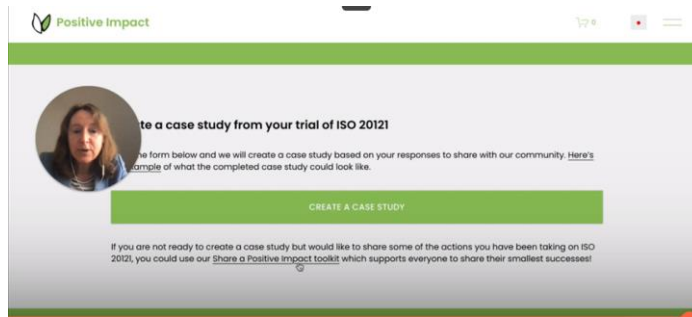 Positive Impact
0
te a case study from your trial of ISO 20121
he form below and we will create a case study based on your responses to share with our community. Here's
ample of what the completed case study could look like.
CREATE A CASE STUDY
If you are not ready to create a case study but would like to share some of the actions you have been taking on ISO
20121, you could use our Share a Positive Impact toolkit which supports everyone to share their smallest successes!